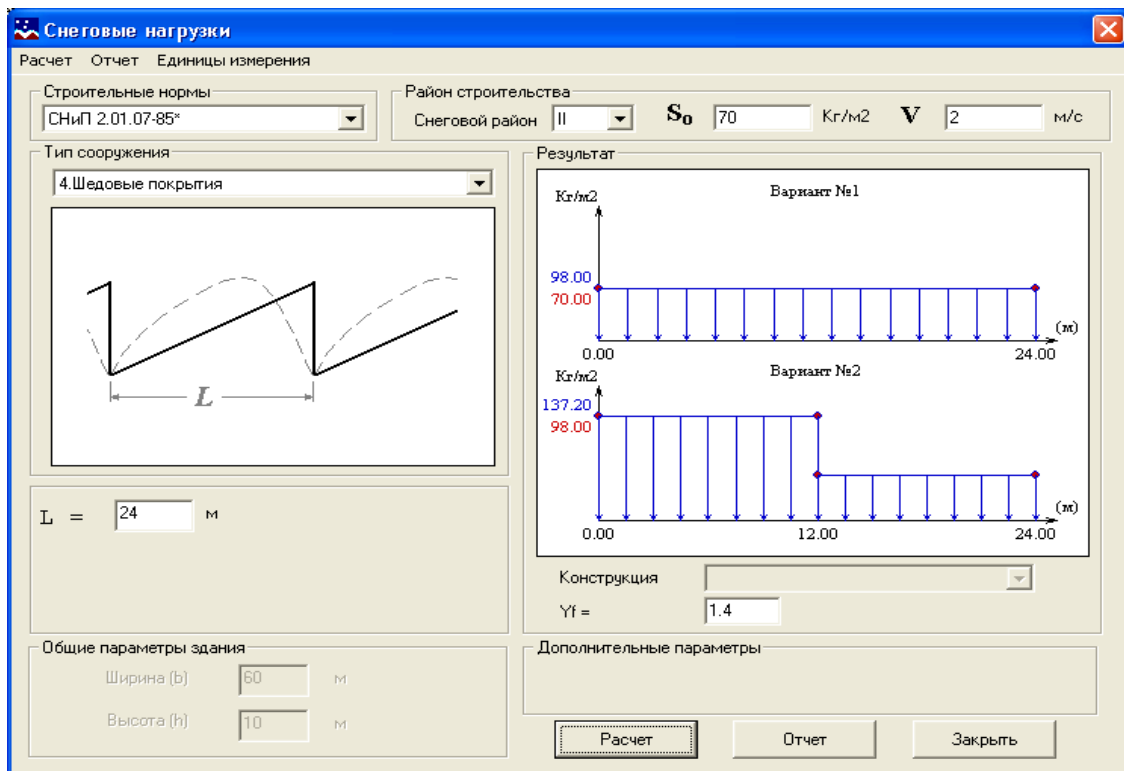 Снеговые нагрузки
Расчет Отчет Единицы измерения
Строительные нормы
СНиП 2.01.07-85*
Район строительства
Снеговой район II S₀ 70 Кг/м2 V 2 м/с
Тип сооружения
4.Шедовые покрытия
L
L = 24 м
Общие параметры здания
Ширина (b) 60 м
Высота (h) 10 м
Результат
Кг/м2 Вариант №1
98.00
70.00
(м)
0.00 24.00
Кг/м2 Вариант №2
137.20
98.00
(м)
0.00 12.00 24.00
Конструкция
Yf = 1.4
Дополнительные параметры
Расчет Отчет Закрыть